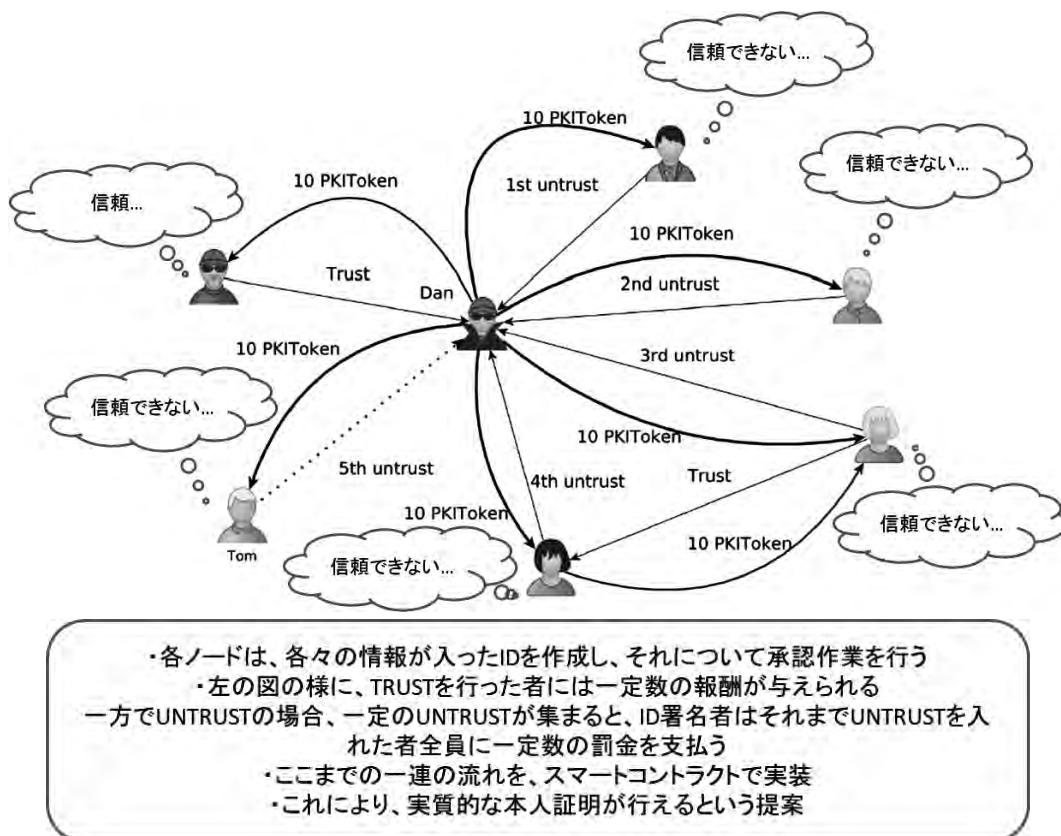 信頼できない...
10 PKIToken
信頼できない...
1st untrust
10 PKIToken
信頼...
10 PKIToken
Trust
Dan
2nd untrust
10 PKIToken
3rd untrust
信頼できない...
10 PKIToken
5th untrust
4th untrust
Trust
10 PKIToken
信頼できない...
Tom
信頼できない...
10 PKIToken
・各ノードは、各々の情報が入ったIDを作成し、それについて承認作業を行う
・左の図の様に、TRUSTを行った者には一定数の報酬が与えられる
一方でUNTRUSTの場合、一定のUNTRUSTが集まると、ID署名者はそれまでUNTRUSTを入
れた者全員に一定数の罰金を支払う
・ここまでの一連の流れを、スマートコントラクトで実装
・これにより、実質的な本人証明が行えるという提案